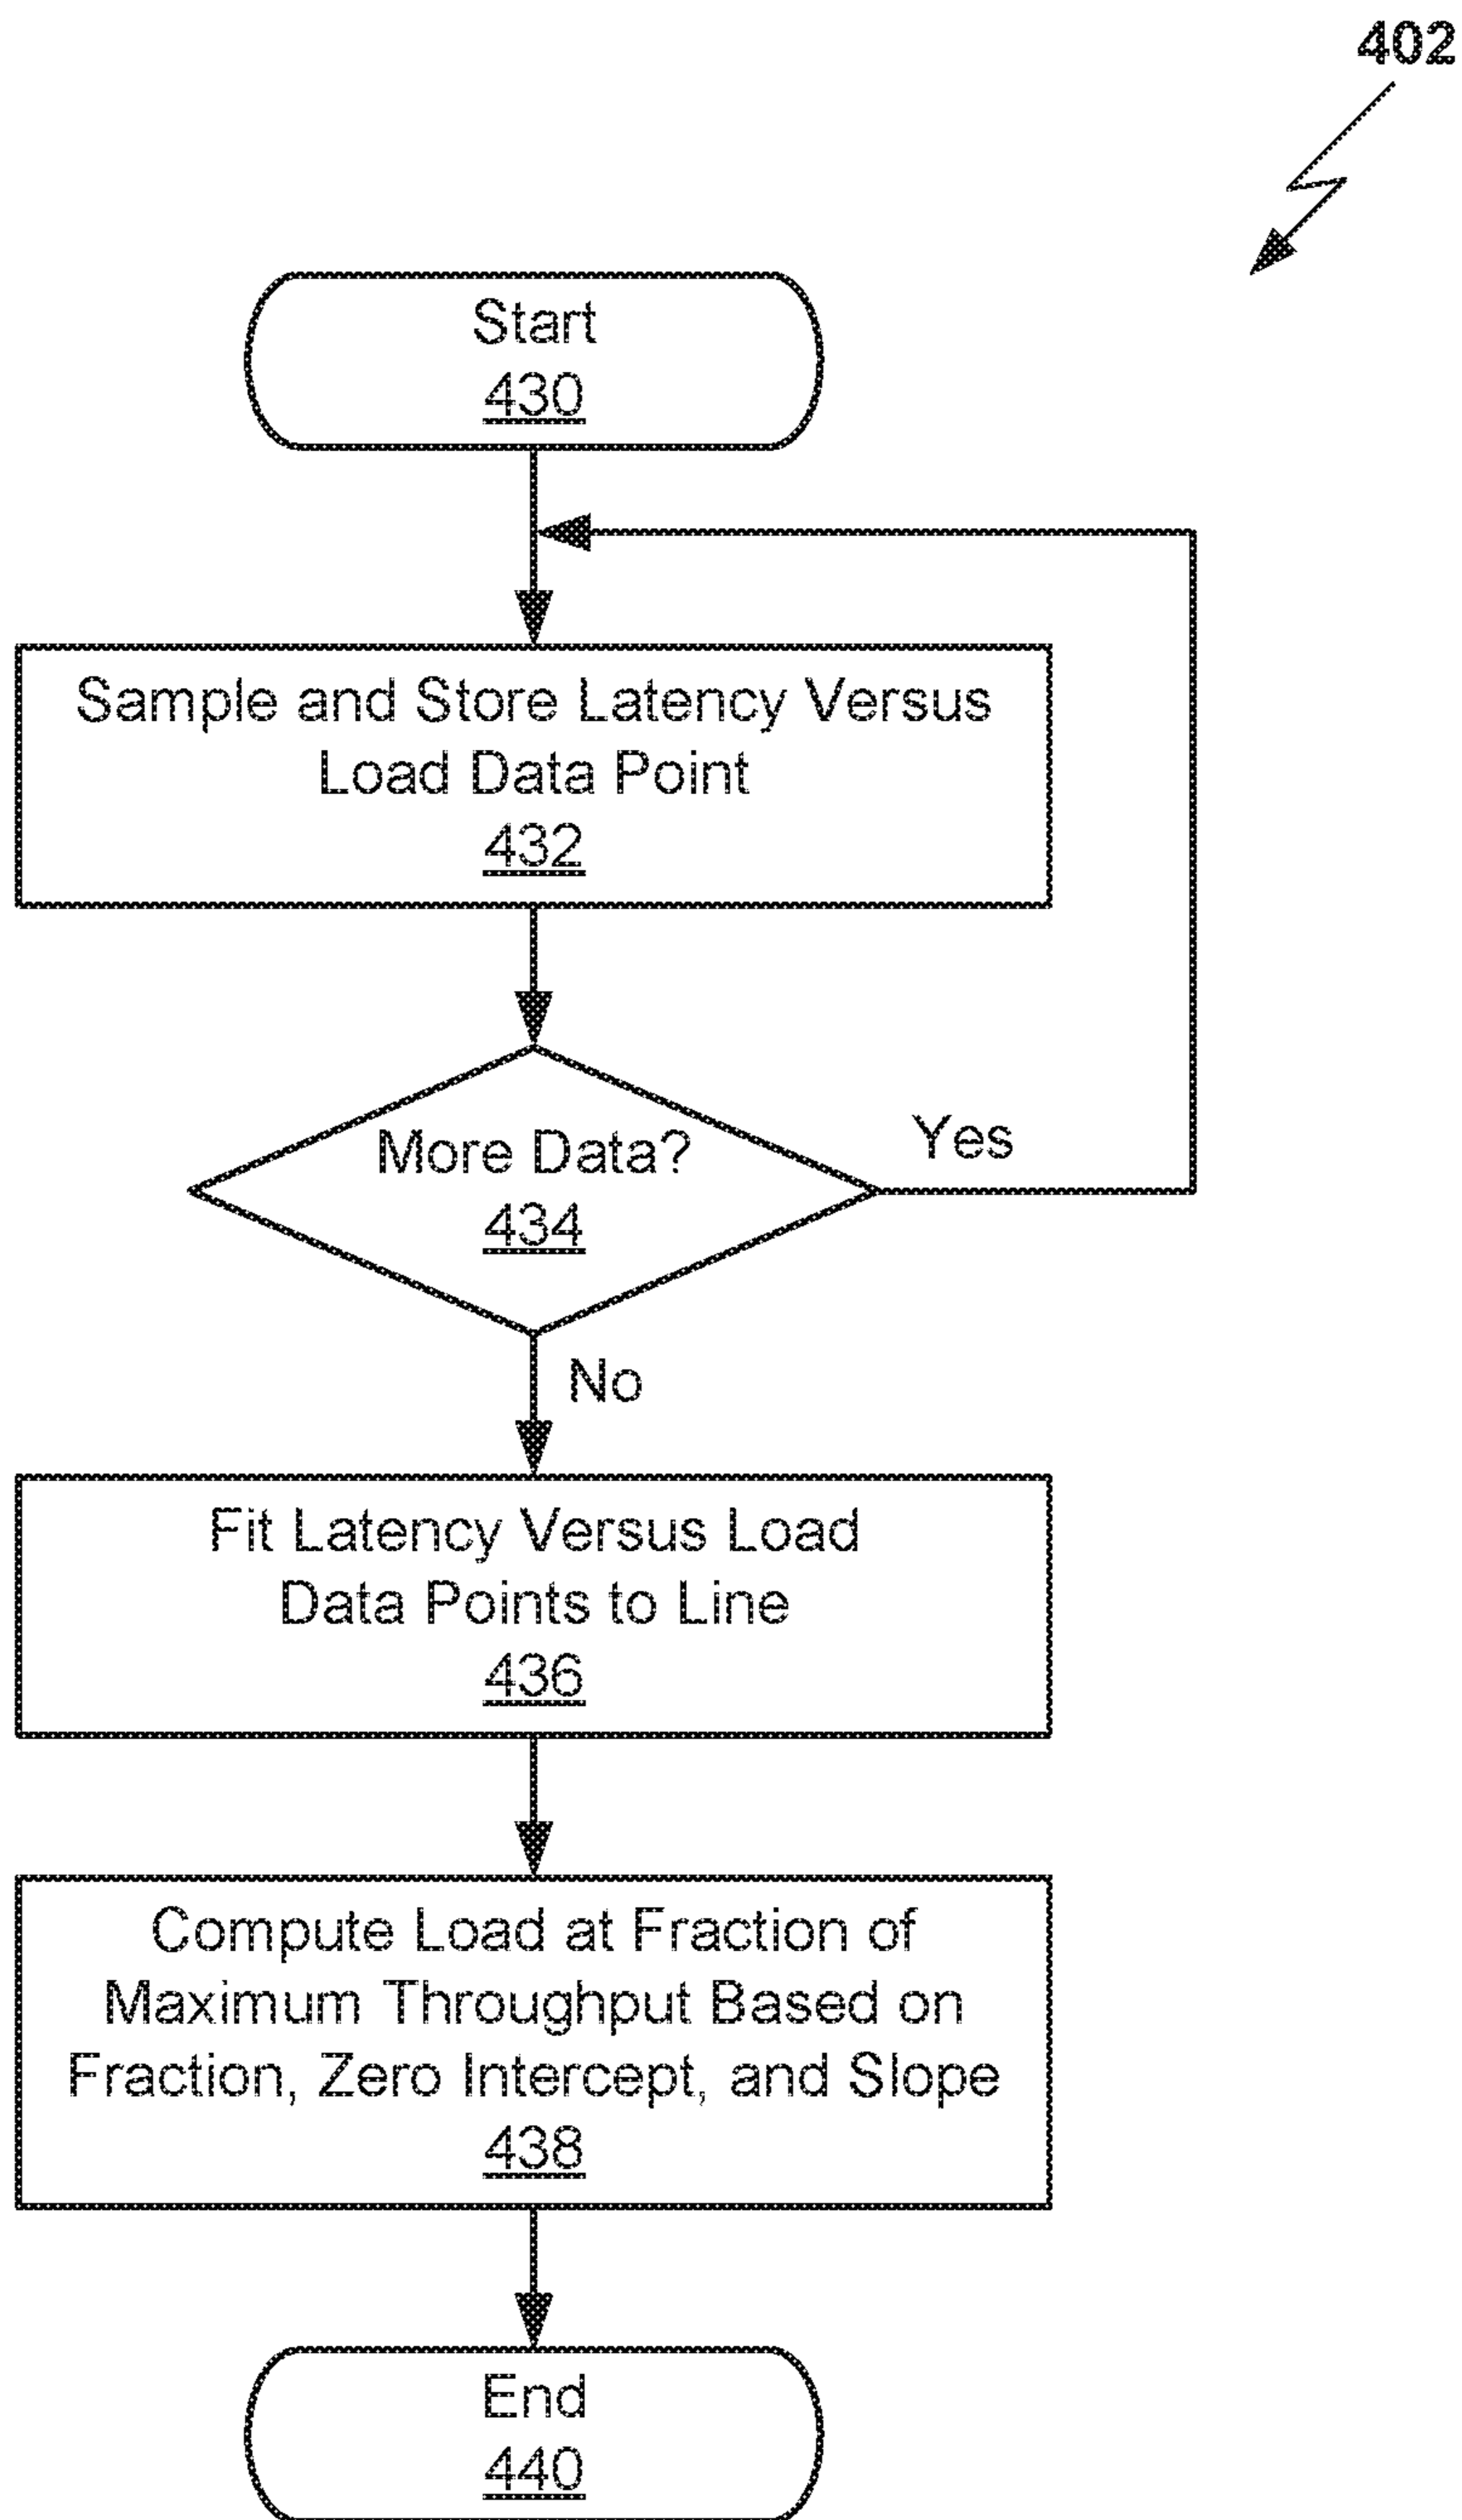 402
Start
430
Sample and Store Latency Versus
Load Data Point
432
More Data?
434
Yes
No
Fit Latency Versus Load
Data Points to Line
436
Compute Load at Fraction of
Maximum Throughput Based on
Fraction, Zero Intercept, and Slope
438
End
440